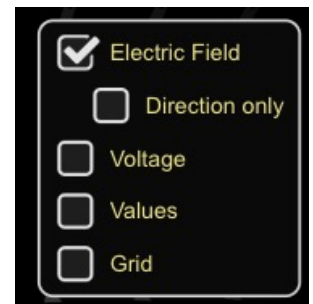 Electric Field
Direction only
Voltage
Values
Grid